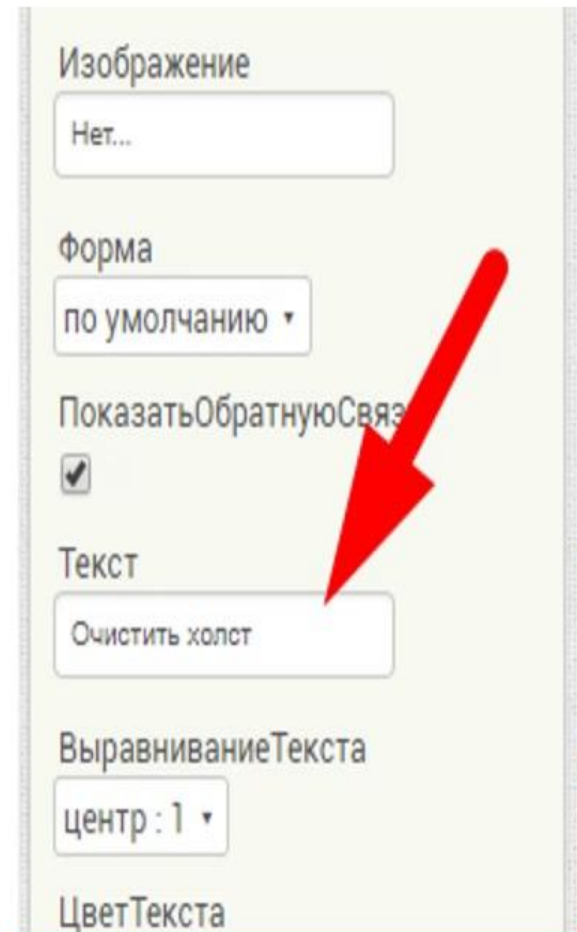 Изображение
Нет...
Форма
по умолчанию
ПоказатьОбратнуюСвяз
Текст
Очистить холст
ВыравниваниеТекста
центр : 1
ЦветТекста